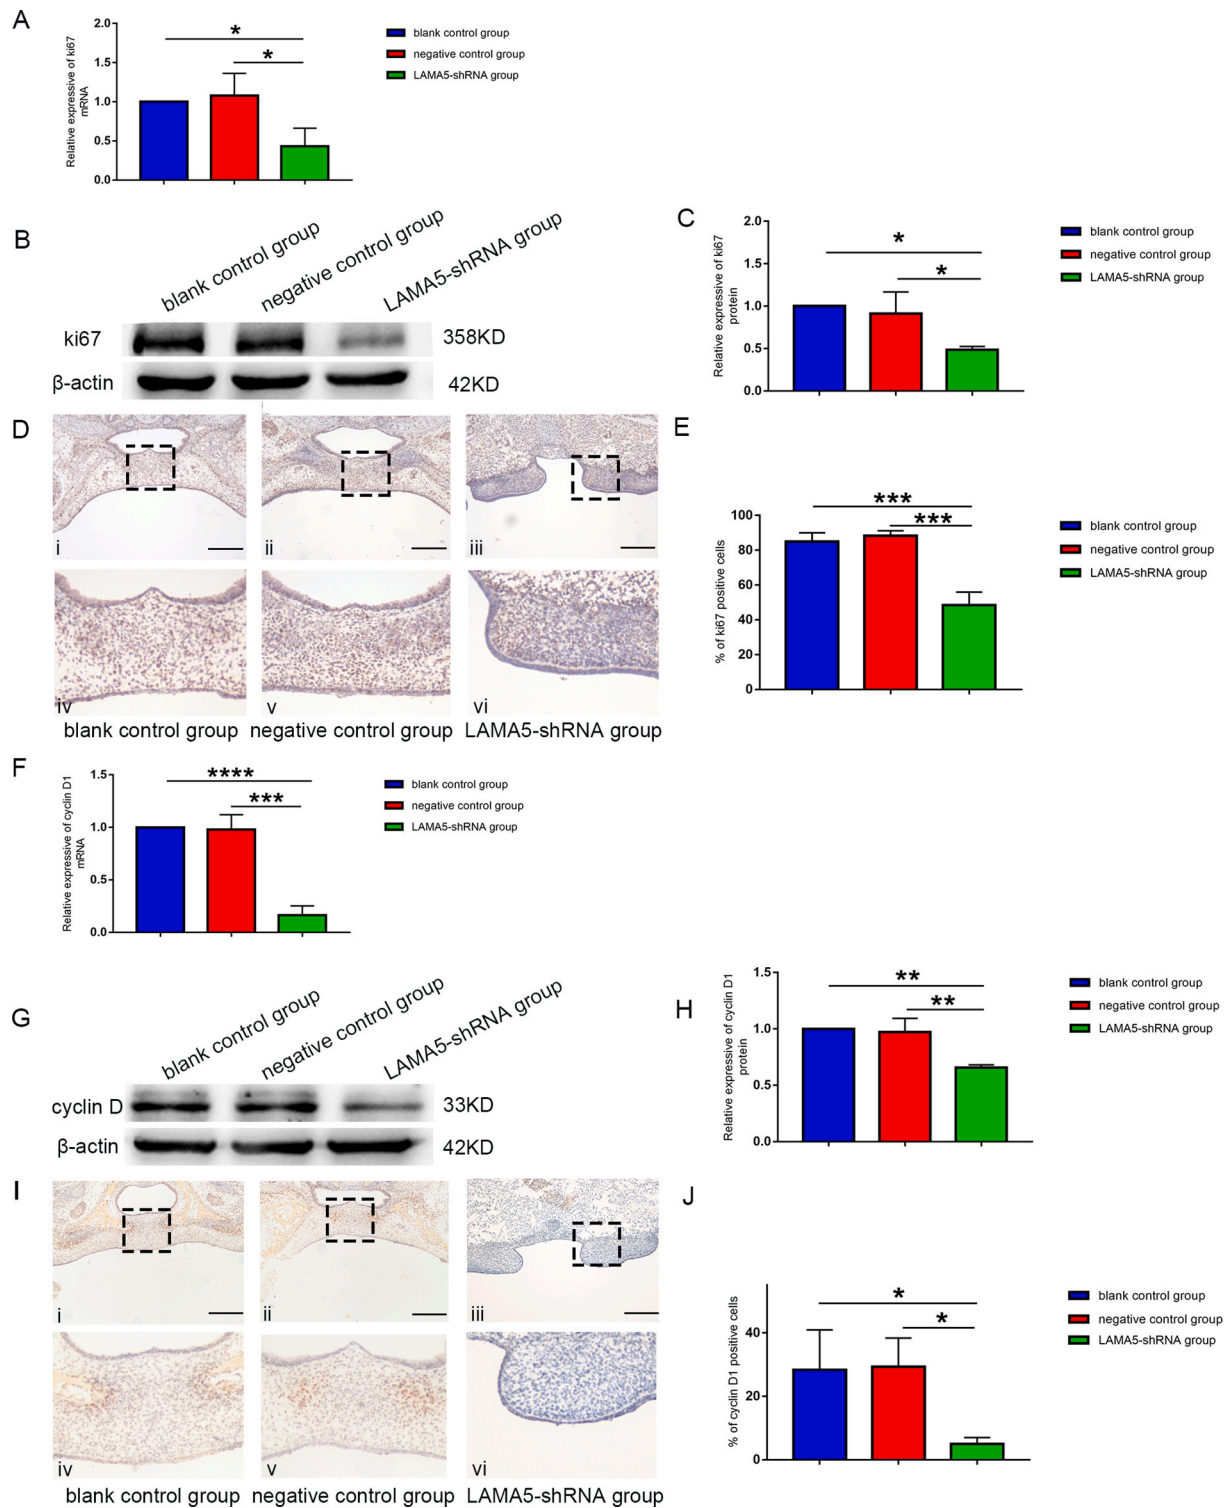 A
Relative expressive of ki67
mRNA
2.0
1.5
1.0
0.5
0.0
*
*
blank control group
negative control group
LAMA5-shRNA group
B
blank control group
negative control group
LAMA5-shRNA group
ki67
358KD
β-actin
42KD
C
Relative expressive of ki67
protein
2.0
1.5
1.0
0.5
0.0
*
*
blank control group
negative control group
LAMA5-shRNA group
D
i
ii
iii
iv
v
vi
blank control group
negative control group
LAMA5-shRNA group
E
% of ki67 positive cells
100
80
60
40
20
0
***
***
blank control group
negative control group
LAMA5-shRNA group
F
Relative expressive of cyclin D1
mRNA
1.5
1.0
0.5
0.0
****
***
blank control group
negative control group
LAMA5-shRNA group
G
blank control group
negative control group
LAMA5-shRNA group
cyclin D
33KD
β-actin
42KD
H
Relative expressive of cyclin D1
protein
1.5
1.0
0.5
0.0
**
**
blank control group
negative control group
LAMA5-shRNA group
I
i
ii
iii
iv
v
vi
blank control group
negative control group
LAMA5-shRNA group
J
% of cyclin D1 positive cells
40
20
0
*
*
blank control group
negative control group
LAMA5-shRNA group